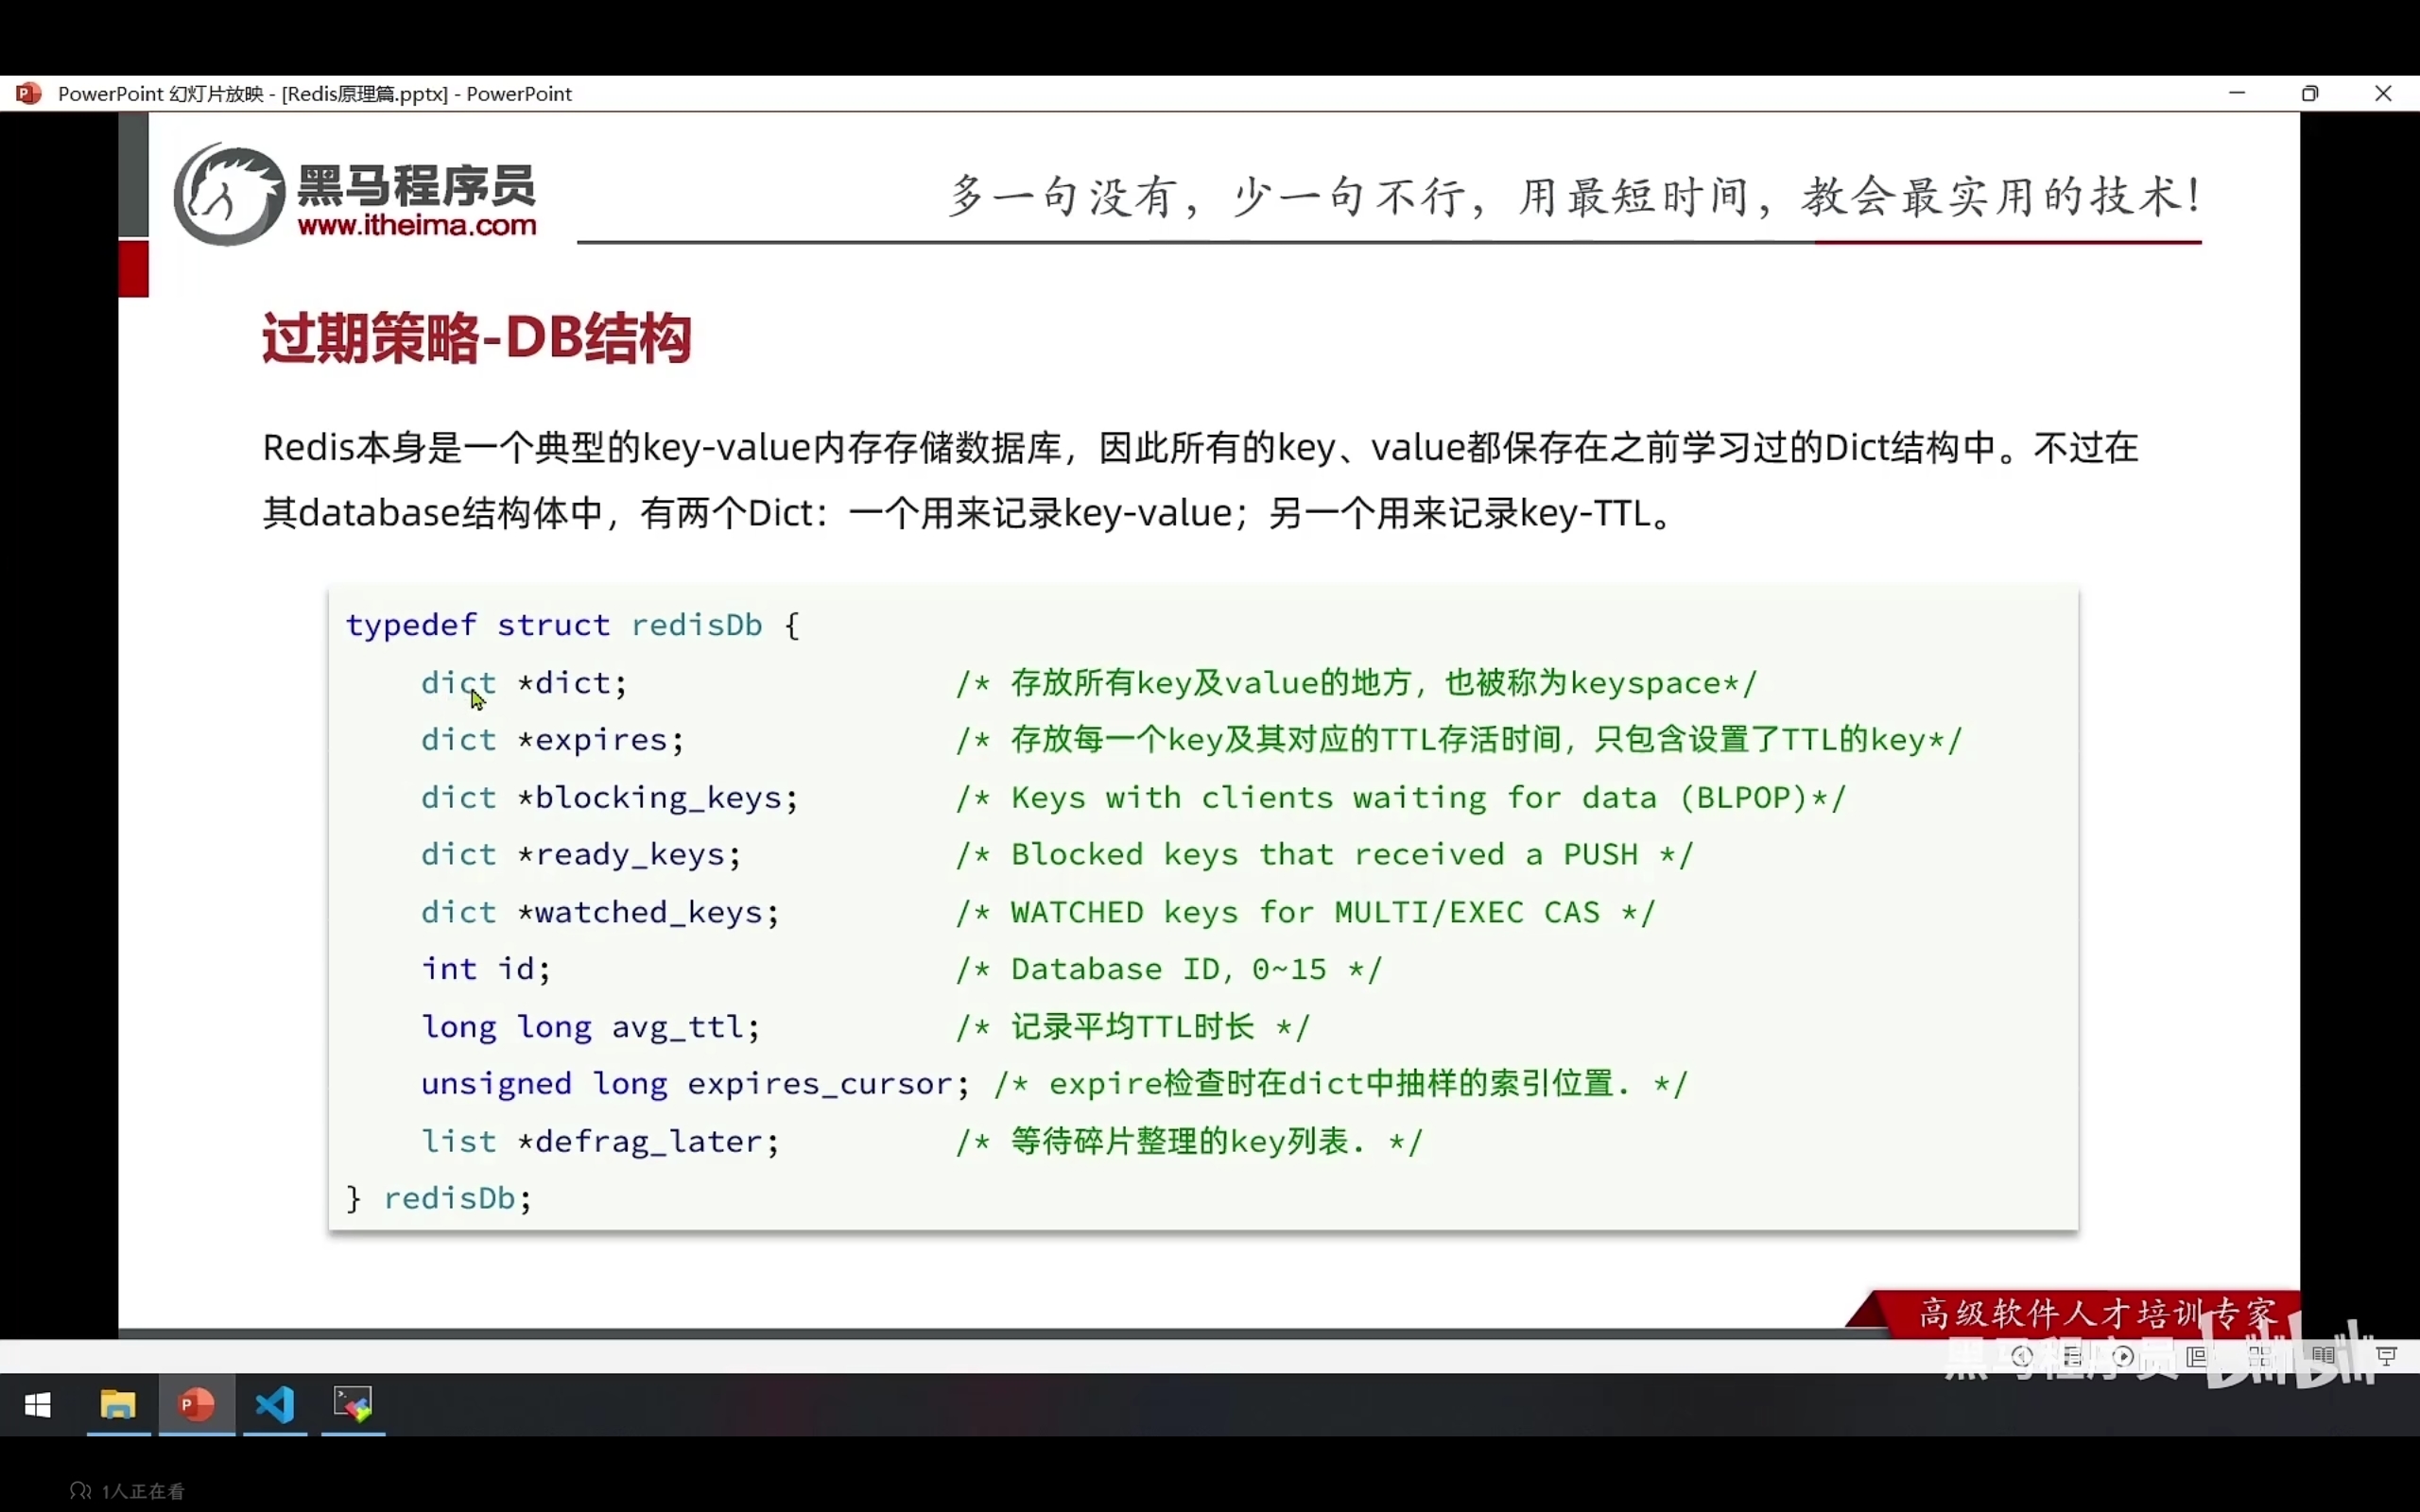 PowerPoint 幻灯片放映 - [Redis原理篇.pptx] - PowerPoint
黑马程序员
www.itheima.com
多一句没有，少一句不行，用最短时间，教会最实用的技术！
过期策略-DB结构
Redis本身是一个典型的key-value内存存储数据库，因此所有的key、value都保存在之前学习过的Dict结构中。不过在
其database结构体中，有两个Dict：一个用来记录key-value；另一个用来记录key-TTL。
typedef struct redisDb {
dict *dict; /* 存放所有key及value的地方，也被称为keyspace*/
dict *expires; /* 存放每一个key及其对应的TTL存活时间，只包含设置了TTL的key*/
dict *blocking_keys; /* Keys with clients waiting for data (BLPOP)*/
dict *ready_keys; /* Blocked keys that received a PUSH */
dict *watched_keys; /* WATCHED keys for MULTI/EXEC CAS */
int id; /* Database ID，0~15 */
long long avg_ttl; /* 记录平均TTL时长 */
unsigned long expires_cursor; /* expire检查时在dict中抽样的索引位置. */
list *defrag_later; /* 等待碎片整理的key列表. */
} redisDb;
高级软件人才培训专家
黑马程序员 bilibili
1人正在看